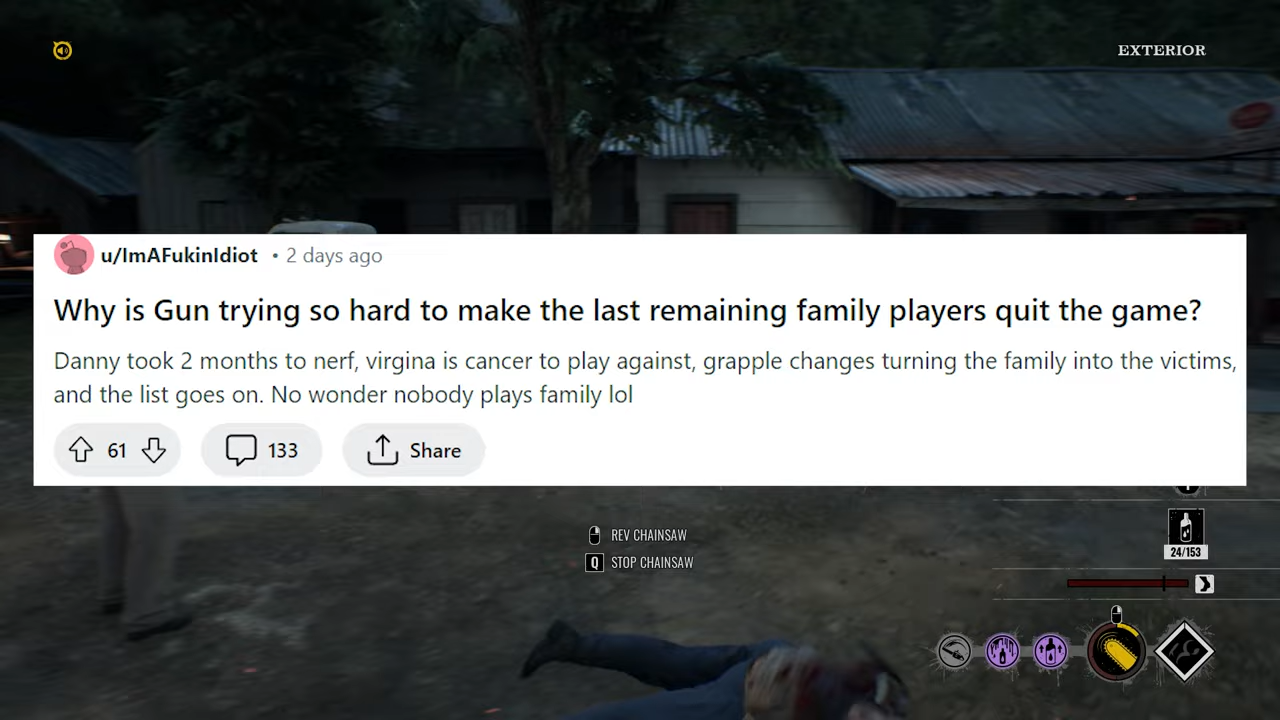 EXTERIOR
u/ImAFukinIdiot • 2 days ago
Why is Gun trying so hard to make the last remaining family players quit the game?
Danny took 2 months to nerf, virgina is cancer to play against, grapple changes turning the family into the victims,
and the list goes on. No wonder nobody plays family lol
61 133 Share
REV CHAINSAW
Q STOP CHAINSAW
24/153